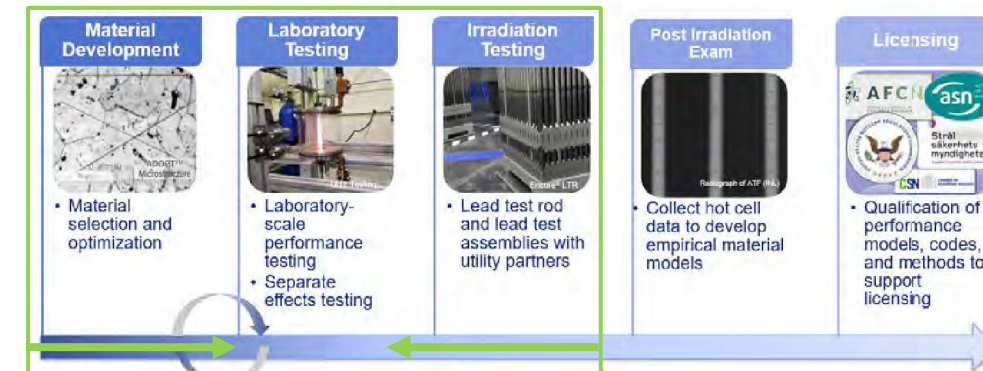 Material
Development
Laboratory
Testing
Irradiation
Testing
Post Irradiation
Exam
Licensing
ADOPT™
Microstructure
Testing
Encore® LTR
Radiograph of ATF (INL)
AFCN
asn
Strål
säkerhets
myndigheten
CSN
• Material
selection and
optimization
• Laboratory-
scale
performance
testing
• Separate
effects testing
• Lead test rod
and lead test
assemblies with
utility partners
• Collect hot cell
data to develop
empirical material
models
• Qualification of
performance
models, codes,
and methods to
support
licensing